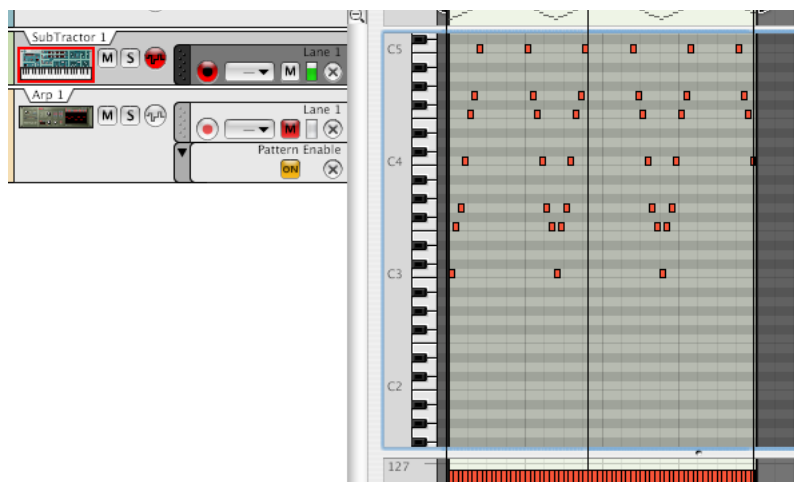 SubTractor 1
M S
Lane 1
M
Arp 1
M S
Lane 1
M
Pattern Enable
ON
C5
C4
C3
C2
127